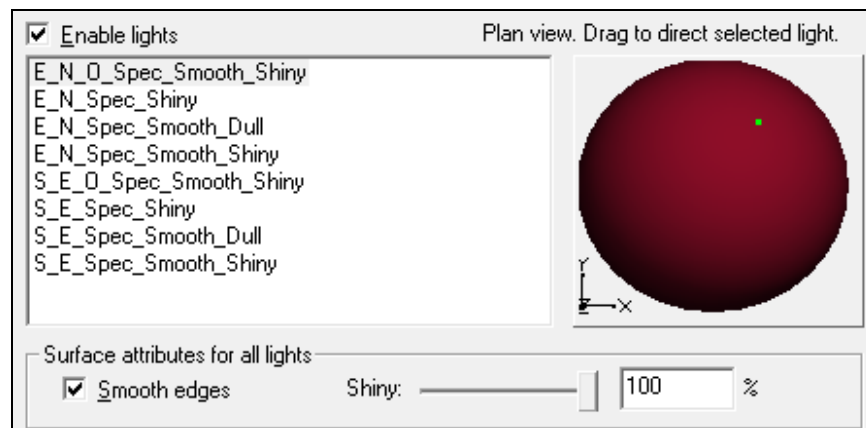 Enable lights
Plan view. Drag to direct selected light.
E_N_O_Spec_Smooth_Shiny
E_N_Spec_Shiny
E_N_Spec_Smooth_Dull
E_N_Spec_Smooth_Shiny
S_E_O_Spec_Smooth_Shiny
S_E_Spec_Shiny
S_E_Spec_Smooth_Dull
S_E_Spec_Smooth_Shiny
Y
Z X
Surface attributes for all lights
Smooth edges Shiny: 100 %